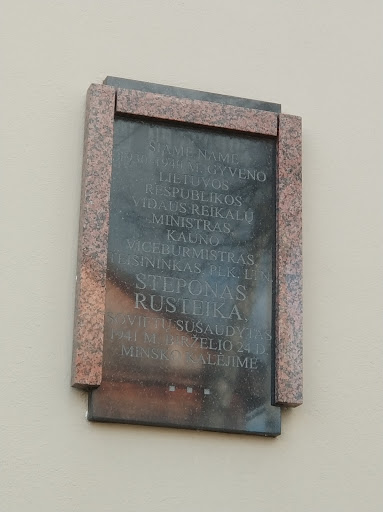 ŠIAME NAME
GYVENO
LIETUVOS
RESPUBLIKOS
VIDAUS REIKALŲ
MINISTRAS,
KAUNO
VICEBURMISTRAS,
TEISININKAS, PLK. LTN.
STEPONAS
RUSTEIKA,
SOVIETŲ SUŠAUDYTAS
1941 M. BIRŽELIO 24 D.
MINSKO KALĖJIME